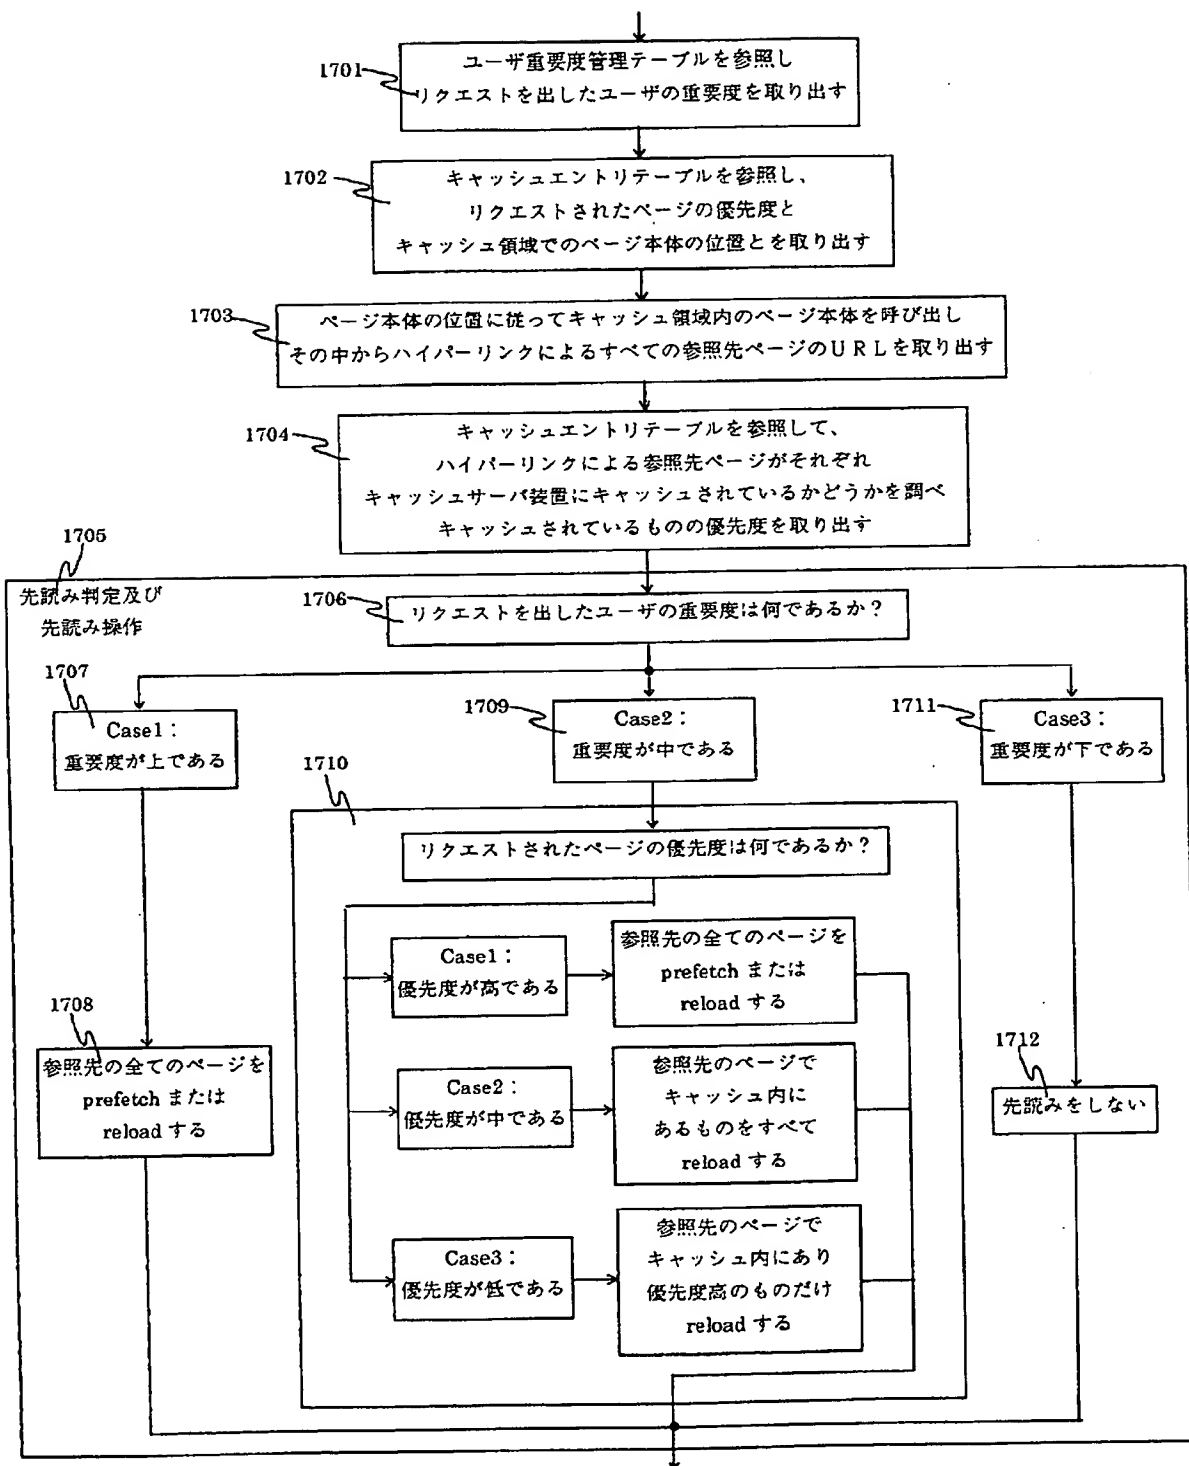 1701
ユーザ重要度管理テーブルを参照し
リクエストを出したユーザの重要度を取り出す
1702
キャッシュエントリテーブルを参照し、
リクエストされたページの優先度と
キャッシュ領域でのページ本体の位置とを取り出す
1703
ページ本体の位置に従ってキャッシュ領域内のページ本体を呼び出し
その中からハイパーリンクによるすべての参照先ページのURLを取り出す
1704
キャッシュエントリテーブルを参照して、
ハイパーリンクによる参照先ページがそれぞれ
キャッシュサーバ装置にキャッシュされているかどうかを調べ
キャッシュされているものの優先度を取り出す
1705
先読み判定及び
先読み操作
1706
リクエストを出したユーザの重要度は何であるか?
1707
Case1:
重要度が上である
1709
Case2:
重要度が中である
1711
Case3:
重要度が下である
1710
リクエストされたページの優先度は何であるか?
Case1:
優先度が高である
参照先の全てのページを
prefetch または
reload する
Case2:
優先度が中である
参照先のページで
キャッシュ内に
あるものをすべて
reload する
Case3:
優先度が低である
参照先のページで
キャッシュ内にあり
優先度高のものだけ
reload する
1708
参照先の全てのページを
prefetch または
reload する
1712
先読みをしない